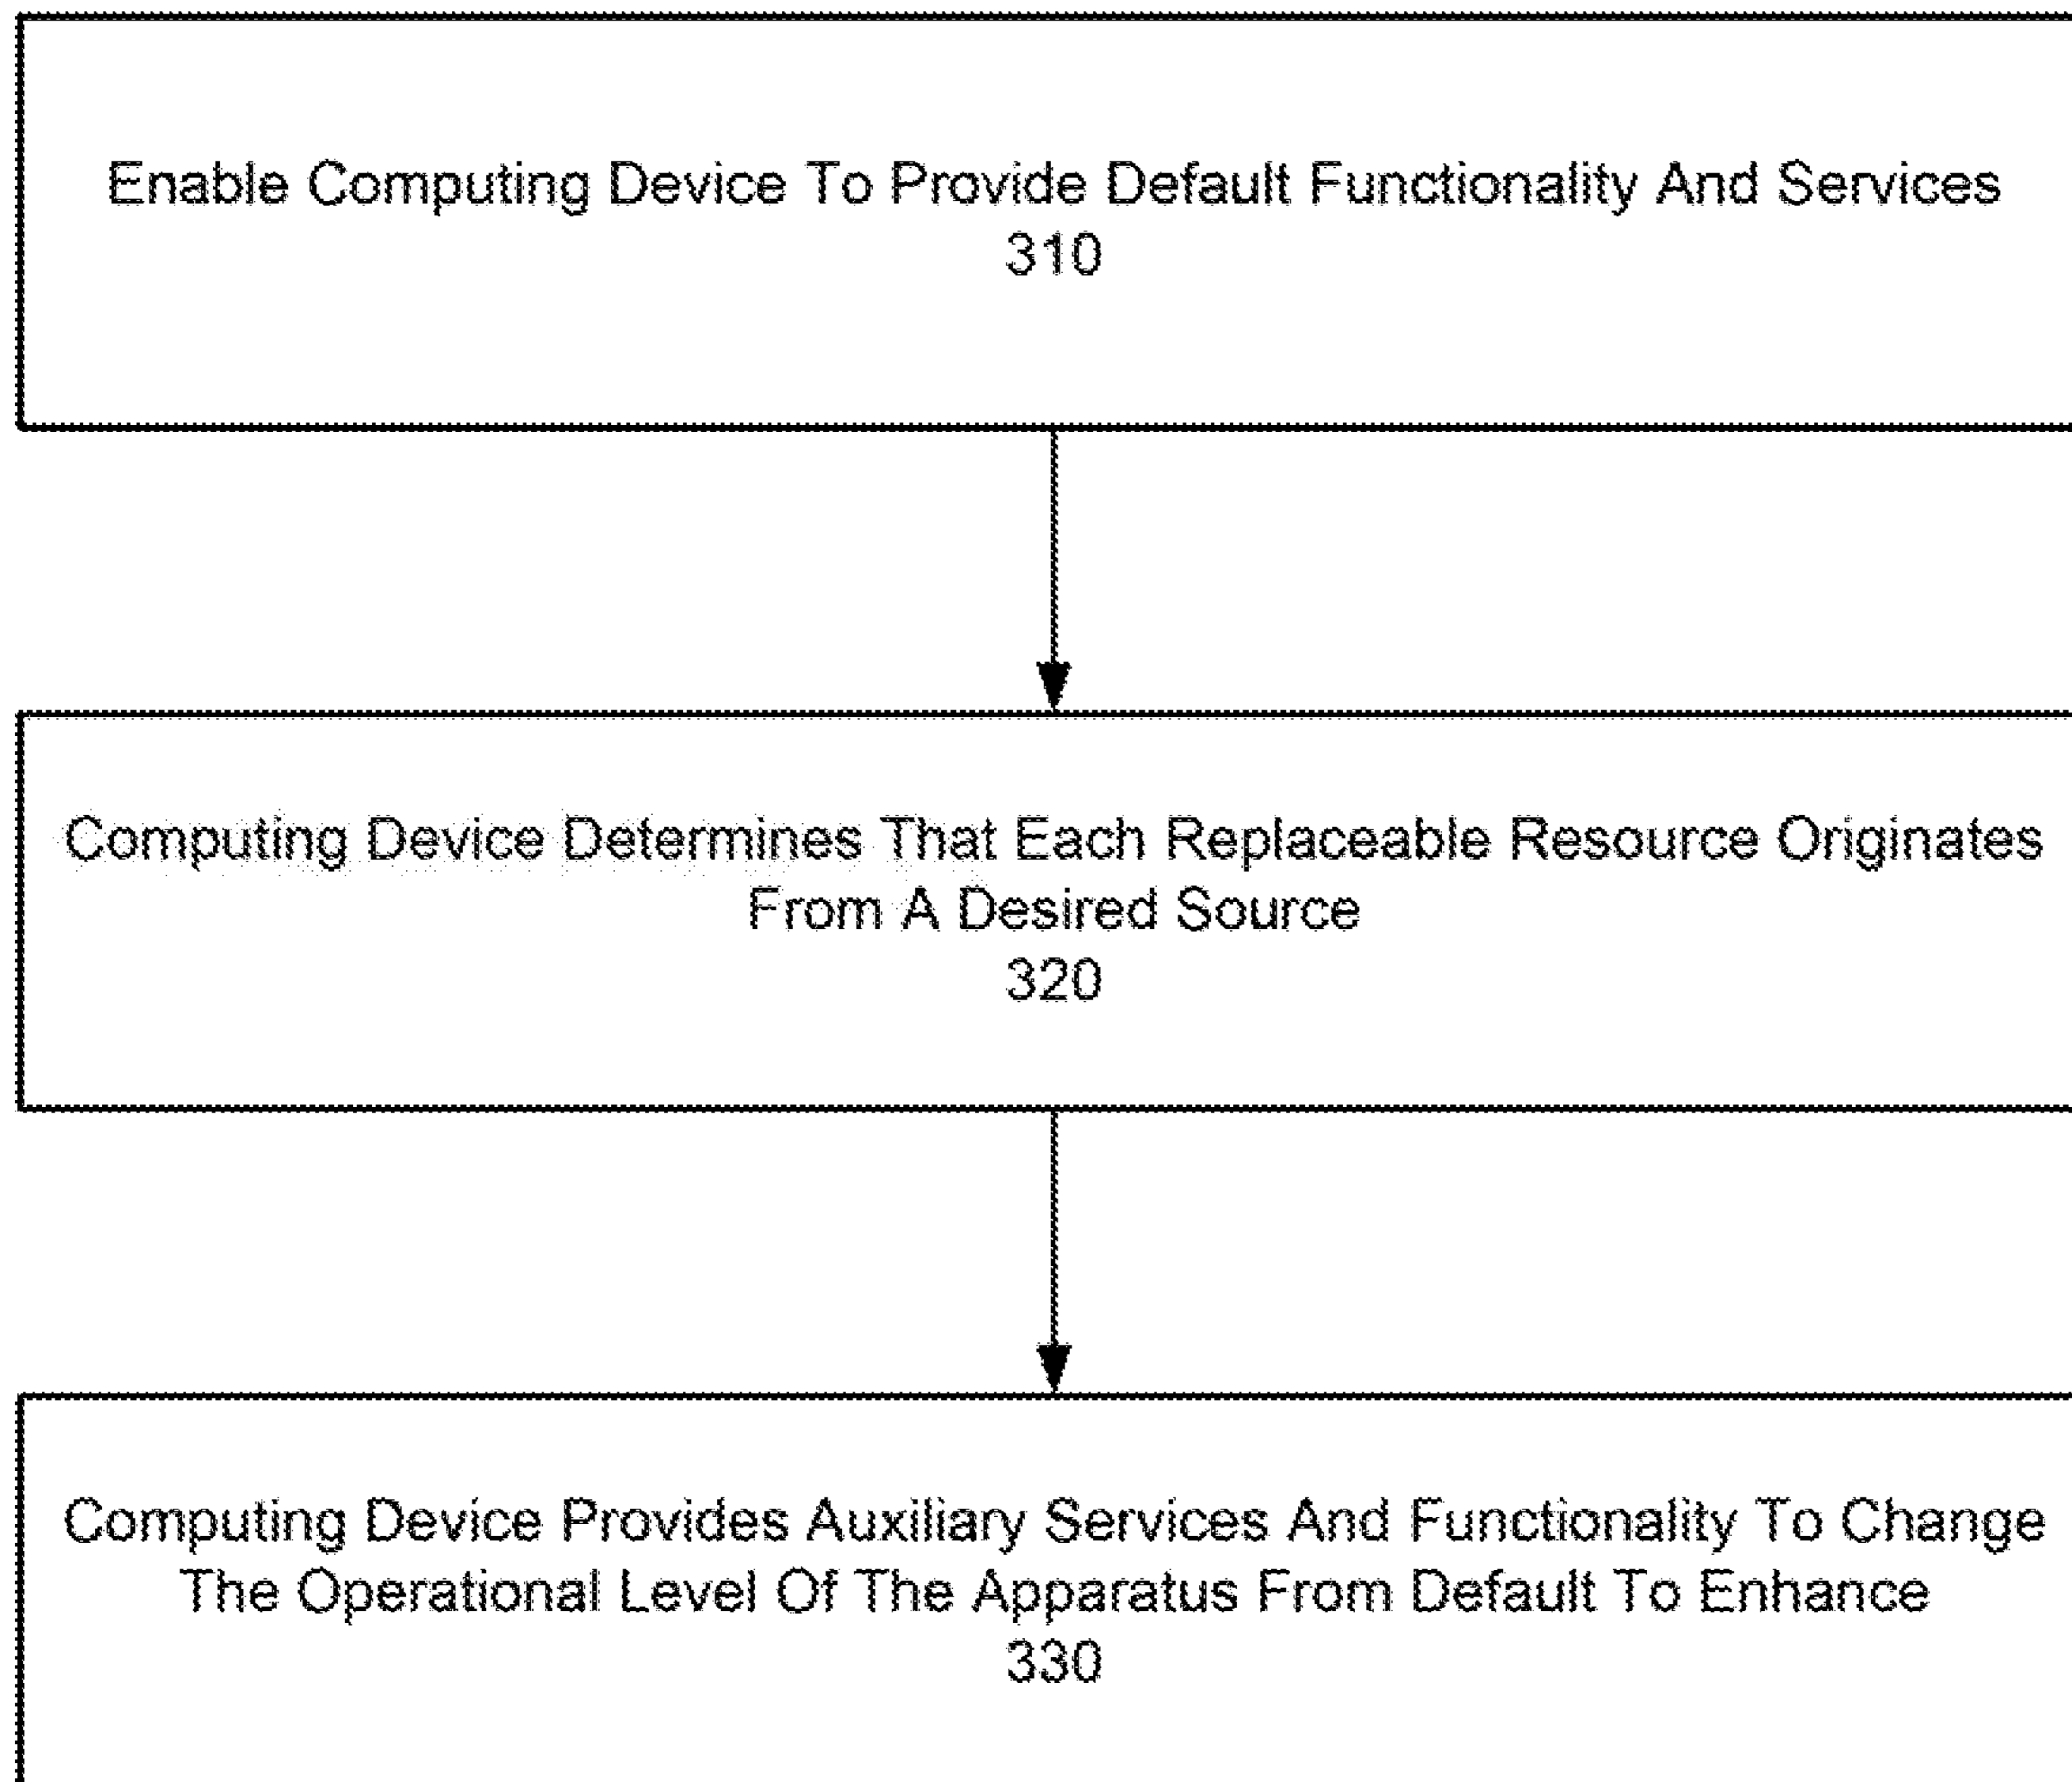 Enable Computing Device To Provide Default Functionality And Services
310
Computing Device Determines That Each Replaceable Resource Originates
From A Desired Source
320
Computing Device Provides Auxiliary Services And Functionality To Change
The Operational Level Of The Apparatus From Default To Enhance
330